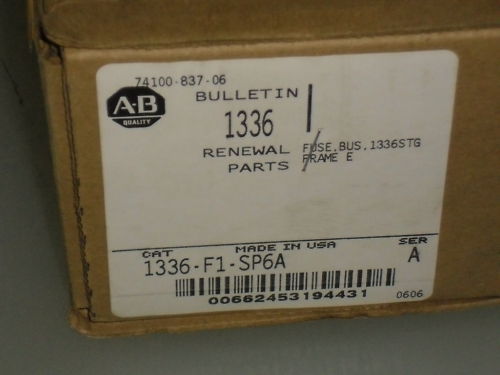 74100-837-06
A-B
QUALITY
BULLETIN
1336
RENEWAL
PARTS
FUSE,BUS,1336STG
FRAME E
MADE IN USA
CAT
SER
1336-F1-SP6A
A
00662453194431
0606